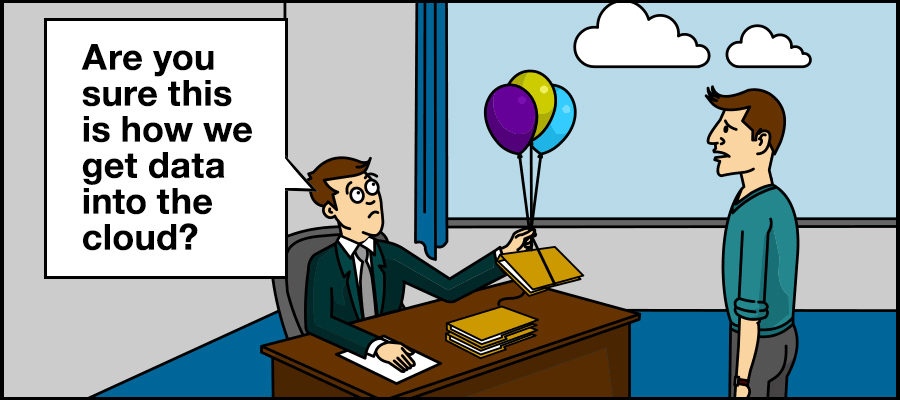 Are you
sure this
is how we
get data
into the
cloud?